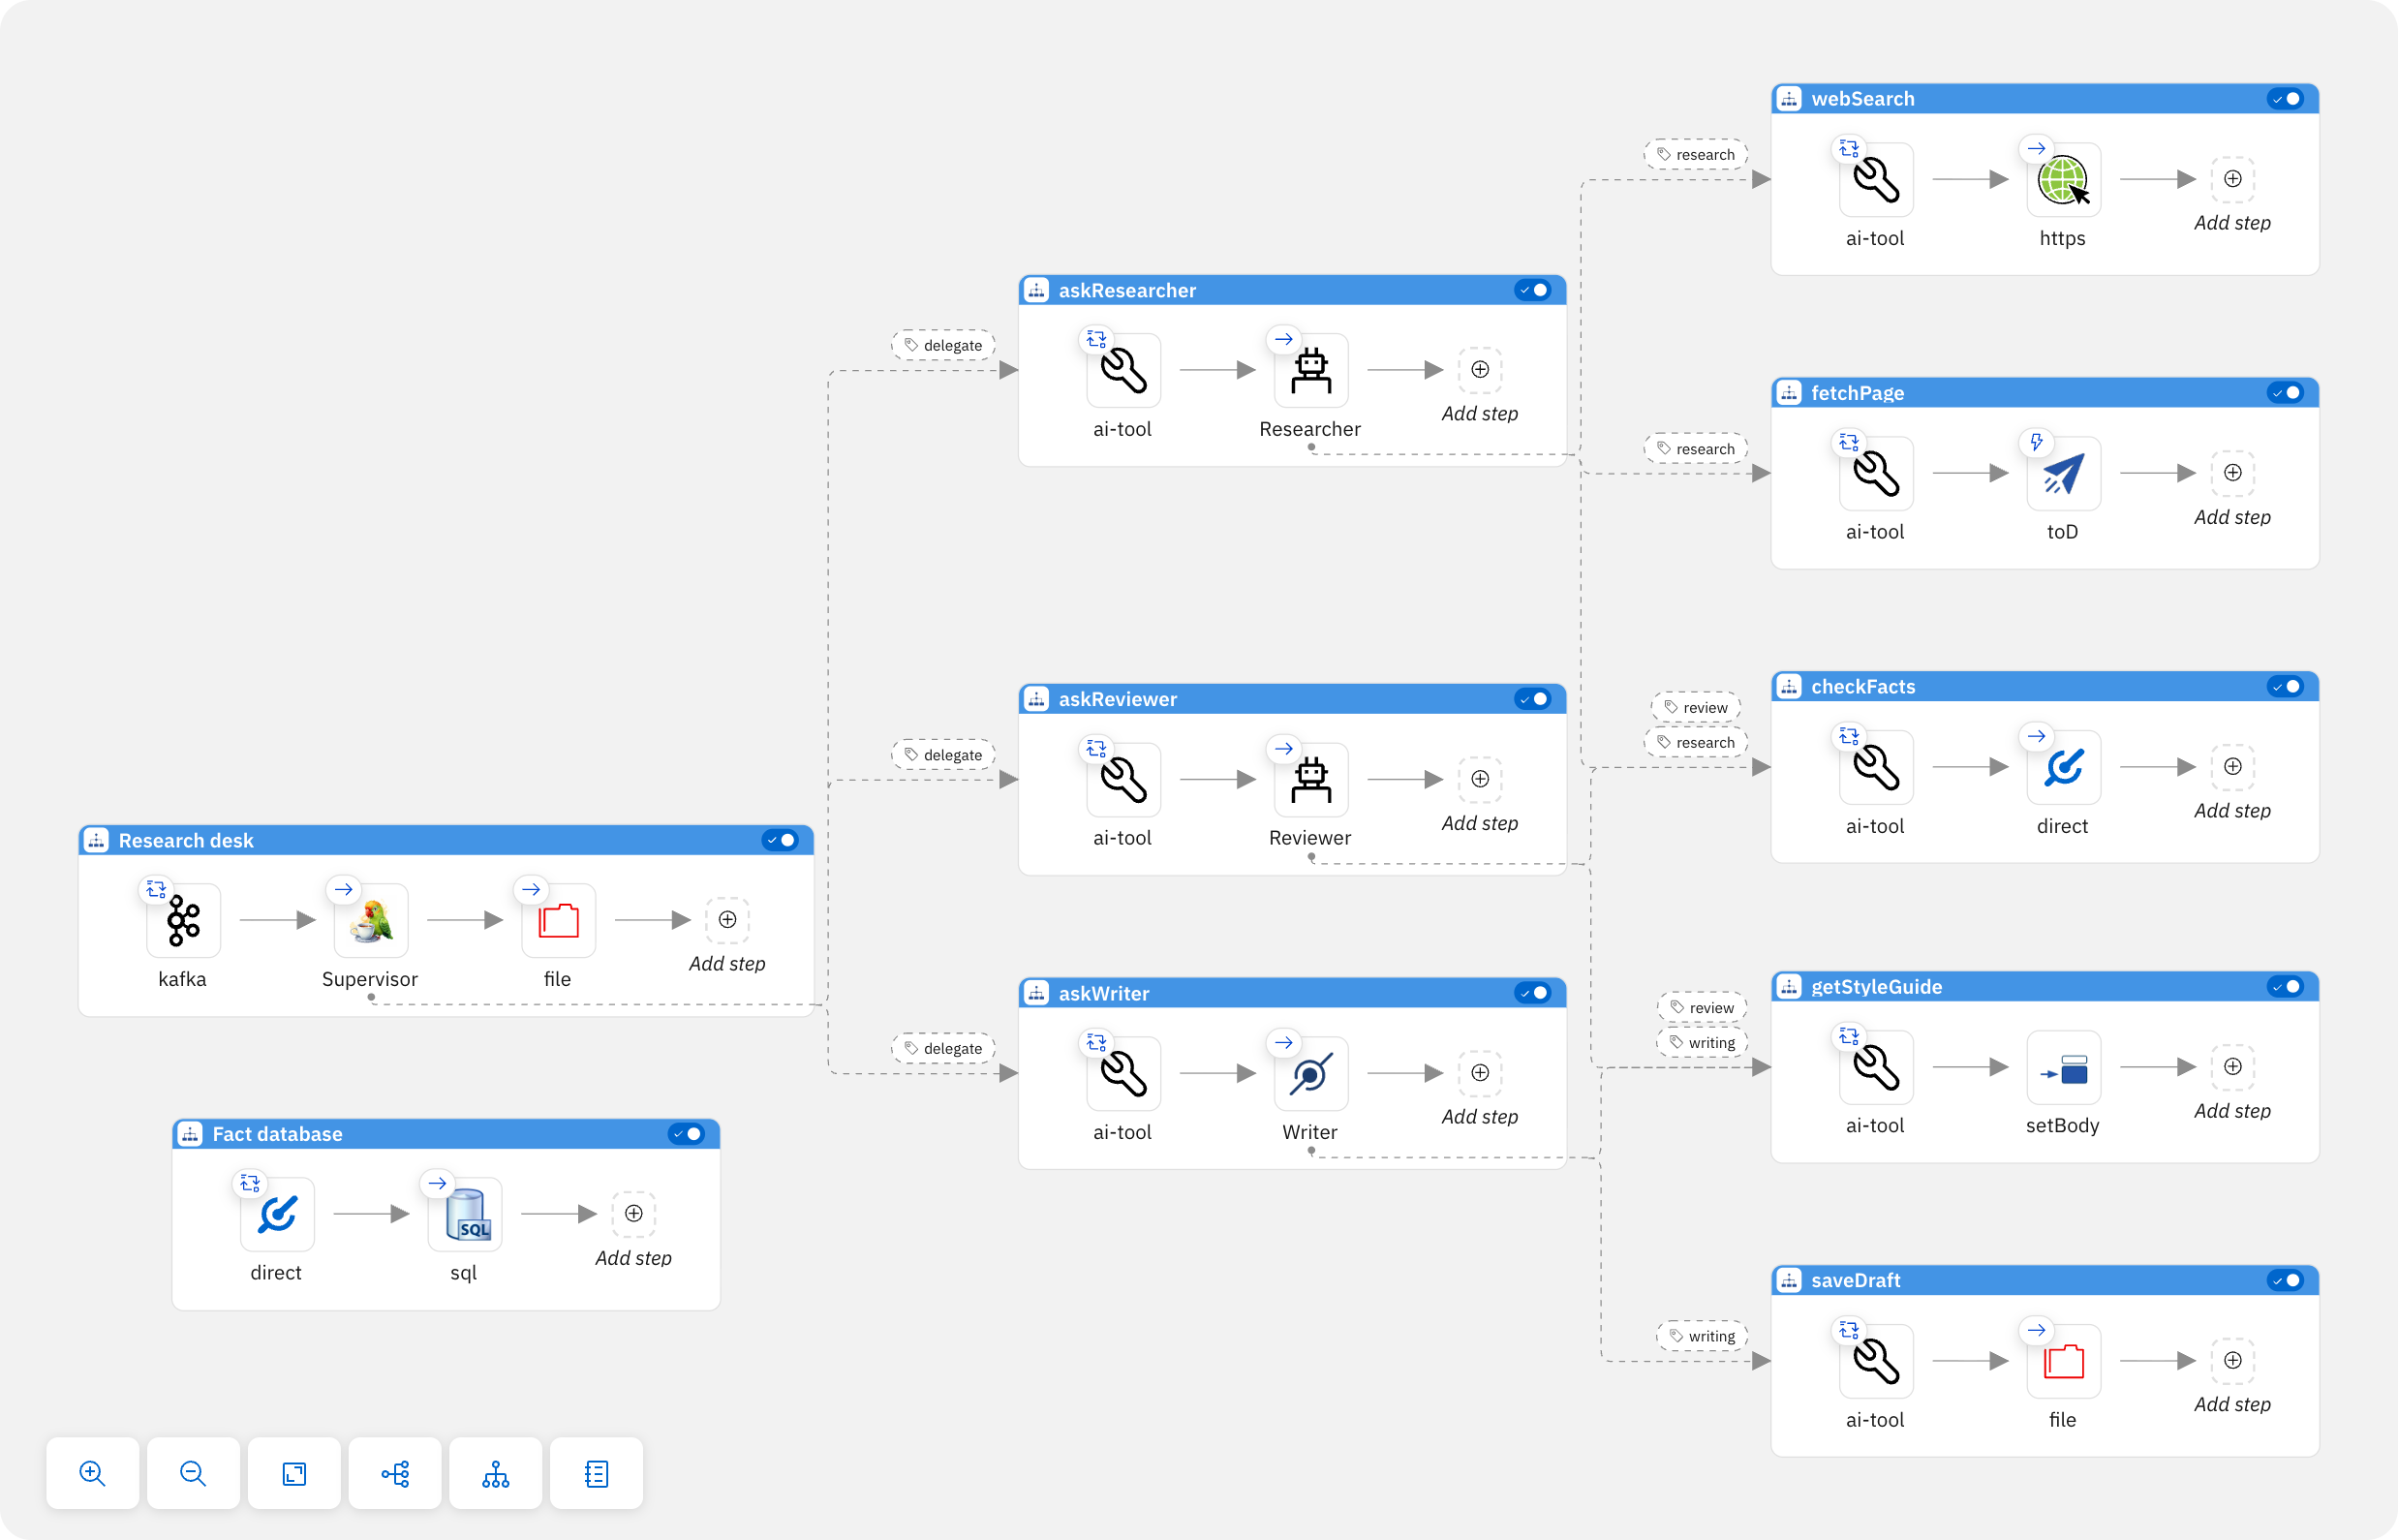 webSearch
research
ai-tool
https
Add step
askResearcher
delegate
ai-tool
Researcher
Add step
fetchPage
research
ai-tool
toD
Add step
askReviewer
delegate
ai-tool
Reviewer
Add step
checkFacts
review
research
ai-tool
direct
Add step
Research desk
kafka
Supervisor
file
Add step
askWriter
delegate
ai-tool
Writer
Add step
getStyleGuide
review
writing
ai-tool
setBody
Add step
Fact database
direct
SQL
sql
Add step
saveDraft
writing
ai-tool
file
Add step